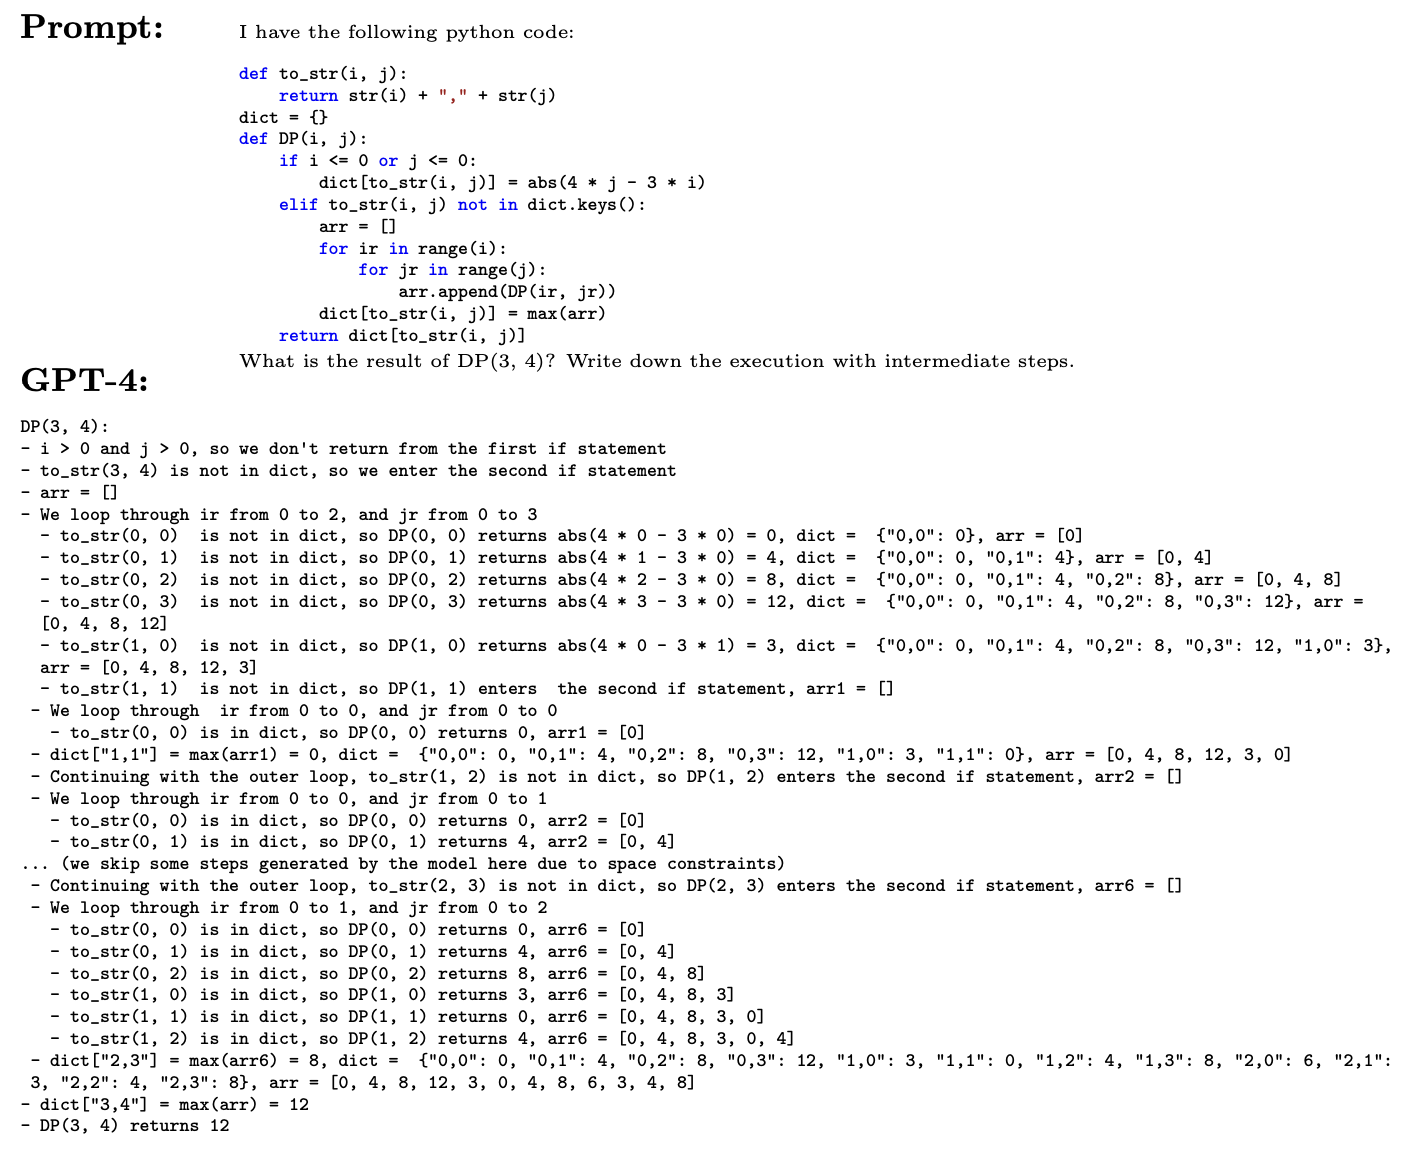 Prompt:
I have the following python code:
def to_str(i, j):
    return str(i) + "," + str(j)
dict = {}
def DP(i, j):
    if i <= 0 or j <= 0:
        dict[to_str(i, j)] = abs(4 * j - 3 * i)
    elif to_str(i, j) not in dict.keys():
        arr = []
        for ir in range(i):
            for jr in range(j):
                arr.append(DP(ir, jr))
        dict[to_str(i, j)] = max(arr)
    return dict[to_str(i, j)]
What is the result of DP(3, 4)? Write down the execution with intermediate steps.
GPT-4:
DP(3, 4):
- i > 0 and j > 0, so we don't return from the first if statement
- to_str(3, 4) is not in dict, so we enter the second if statement
- arr = []
- We loop through ir from 0 to 2, and jr from 0 to 3
  - to_str(0, 0)  is not in dict, so DP(0, 0) returns abs(4 * 0 - 3 * 0) = 0, dict =  {"0,0": 0}, arr = [0]
  - to_str(0, 1)  is not in dict, so DP(0, 1) returns abs(4 * 1 - 3 * 0) = 4, dict =  {"0,0": 0, "0,1": 4}, arr = [0, 4]
  - to_str(0, 2)  is not in dict, so DP(0, 2) returns abs(4 * 2 - 3 * 0) = 8, dict =  {"0,0": 0, "0,1": 4, "0,2": 8}, arr = [0, 4, 8]
  - to_str(0, 3)  is not in dict, so DP(0, 3) returns abs(4 * 3 - 3 * 0) = 12, dict =  {"0,0": 0, "0,1": 4, "0,2": 8, "0,3": 12}, arr =
  [0, 4, 8, 12]
  - to_str(1, 0)  is not in dict, so DP(1, 0) returns abs(4 * 0 - 3 * 1) = 3, dict =  {"0,0": 0, "0,1": 4, "0,2": 8, "0,3": 12, "1,0": 3},
  arr = [0, 4, 8, 12, 3]
  - to_str(1, 1)  is not in dict, so DP(1, 1) enters  the second if statement, arr1 = []
 - We loop through  ir from 0 to 0, and jr from 0 to 0
   - to_str(0, 0) is in dict, so DP(0, 0) returns 0, arr1 = [0]
 - dict["1,1"] = max(arr1) = 0, dict =  {"0,0": 0, "0,1": 4, "0,2": 8, "0,3": 12, "1,0": 3, "1,1": 0}, arr = [0, 4, 8, 12, 3, 0]
 - Continuing with the outer loop, to_str(1, 2) is not in dict, so DP(1, 2) enters the second if statement, arr2 = []
 - We loop through ir from 0 to 0, and jr from 0 to 1
   - to_str(0, 0) is in dict, so DP(0, 0) returns 0, arr2 = [0]
   - to_str(0, 1) is in dict, so DP(0, 1) returns 4, arr2 = [0, 4]
... (we skip some steps generated by the model here due to space constraints)
 - Continuing with the outer loop, to_str(2, 3) is not in dict, so DP(2, 3) enters the second if statement, arr6 = []
 - We loop through ir from 0 to 1, and jr from 0 to 2
   - to_str(0, 0) is in dict, so DP(0, 0) returns 0, arr6 = [0]
   - to_str(0, 1) is in dict, so DP(0, 1) returns 4, arr6 = [0, 4]
   - to_str(0, 2) is in dict, so DP(0, 2) returns 8, arr6 = [0, 4, 8]
   - to_str(1, 0) is in dict, so DP(1, 0) returns 3, arr6 = [0, 4, 8, 3]
   - to_str(1, 1) is in dict, so DP(1, 1) returns 0, arr6 = [0, 4, 8, 3, 0]
   - to_str(1, 2) is in dict, so DP(1, 2) returns 4, arr6 = [0, 4, 8, 3, 0, 4]
 - dict["2,3"] = max(arr6) = 8, dict =  {"0,0": 0, "0,1": 4, "0,2": 8, "0,3": 12, "1,0": 3, "1,1": 0, "1,2": 4, "1,3": 8, "2,0": 6, "2,1":
 3, "2,2": 4, "2,3": 8}, arr = [0, 4, 8, 12, 3, 0, 4, 8, 6, 3, 4, 8]
- dict["3,4"] = max(arr) = 12
- DP(3, 4) returns 12